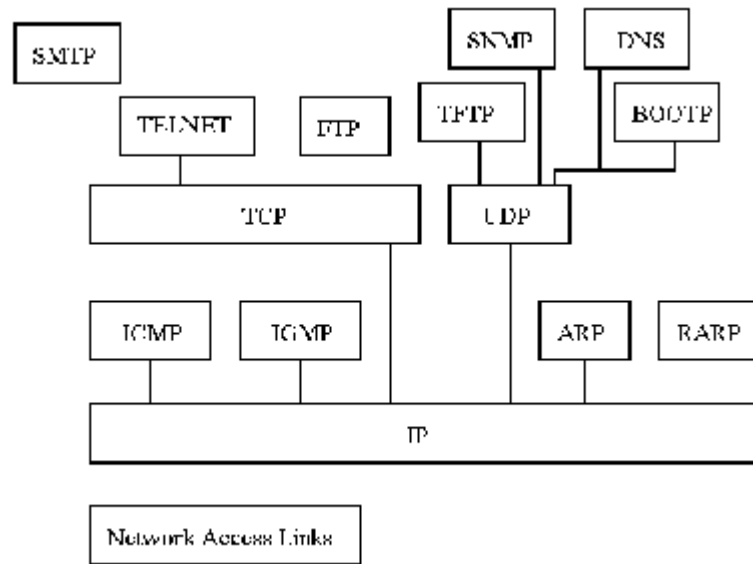 SNMP DNS
SMTP
TELNET FTP TFTP BOOTP
TCP UDP
ICMP IGMP ARP RARP
IP
Network Access Links